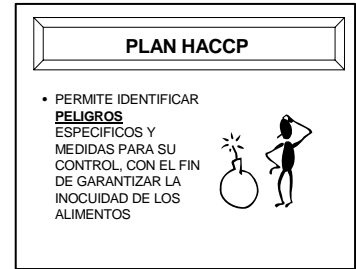 PLAN HACCP
• PERMITE IDENTIFICAR
PELIGROS
ESPECIFICOS Y
MEDIDAS PARA SU
CONTROL, CON EL FIN
DE GARANTIZAR LA
INOCUIDAD DE LOS
ALIMENTOS